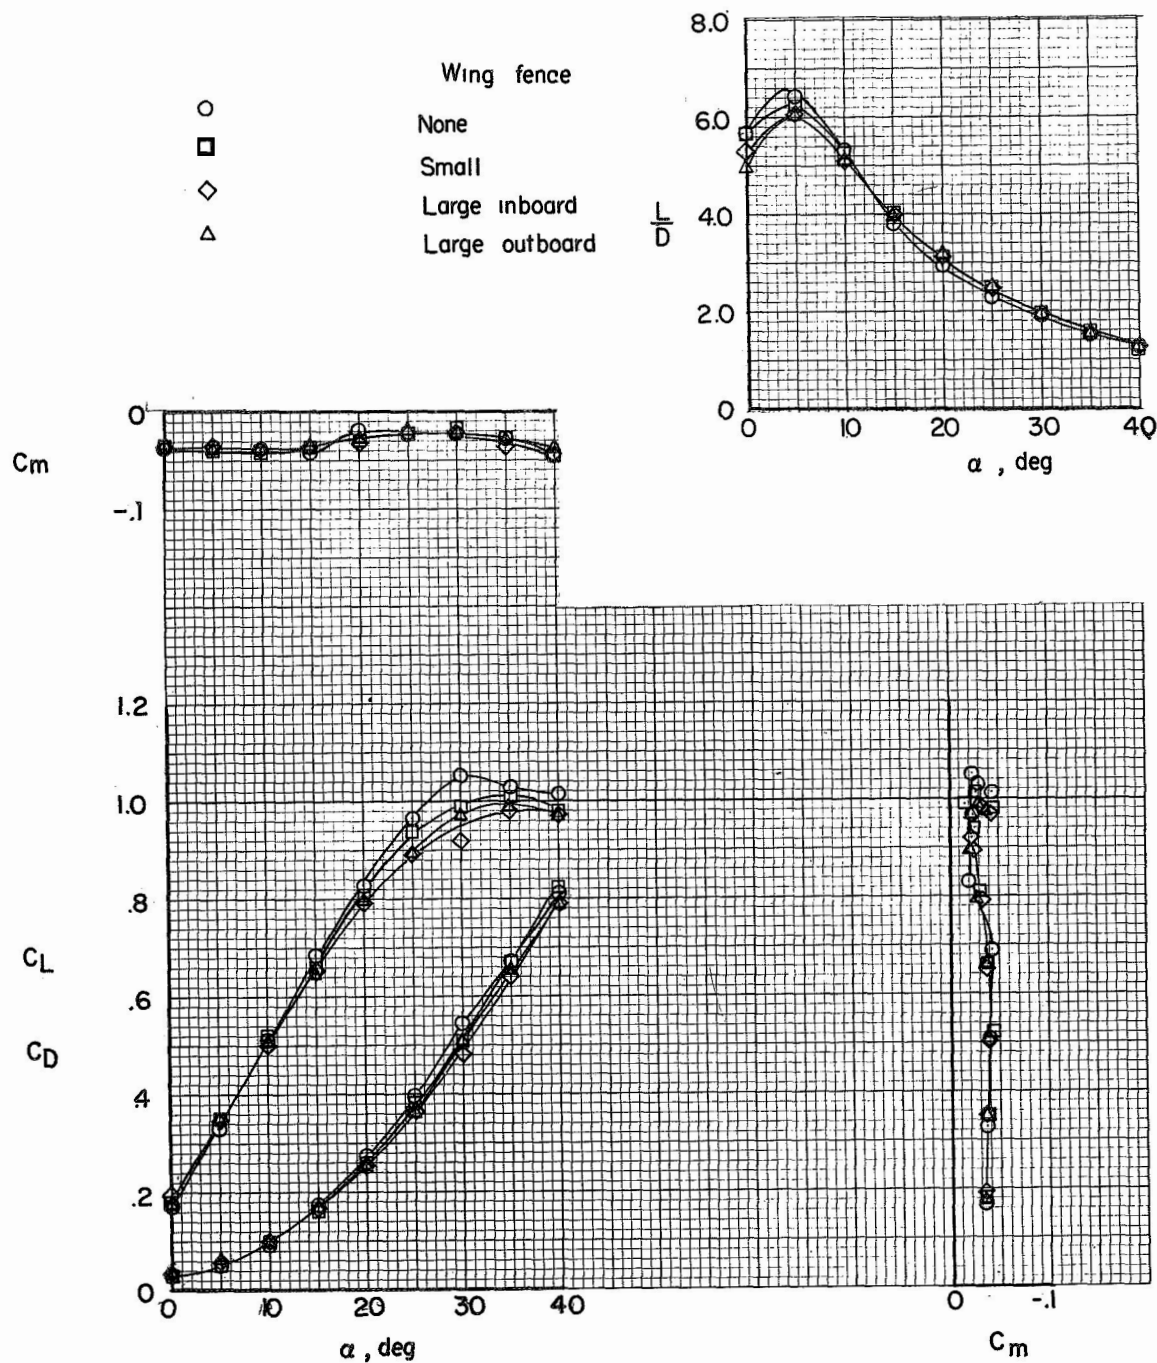 Wing fence
None
Small
Large inboard
Large outboard
8.0
6.0
4.0
2.0
0
L
D
0 10 20 30 40
α , deg
0
Cm
-.1
1.2
1.0
.8
CL
.6
CD
.4
.2
0
0 10 20 30 40
α , deg
0 -.1
Cm